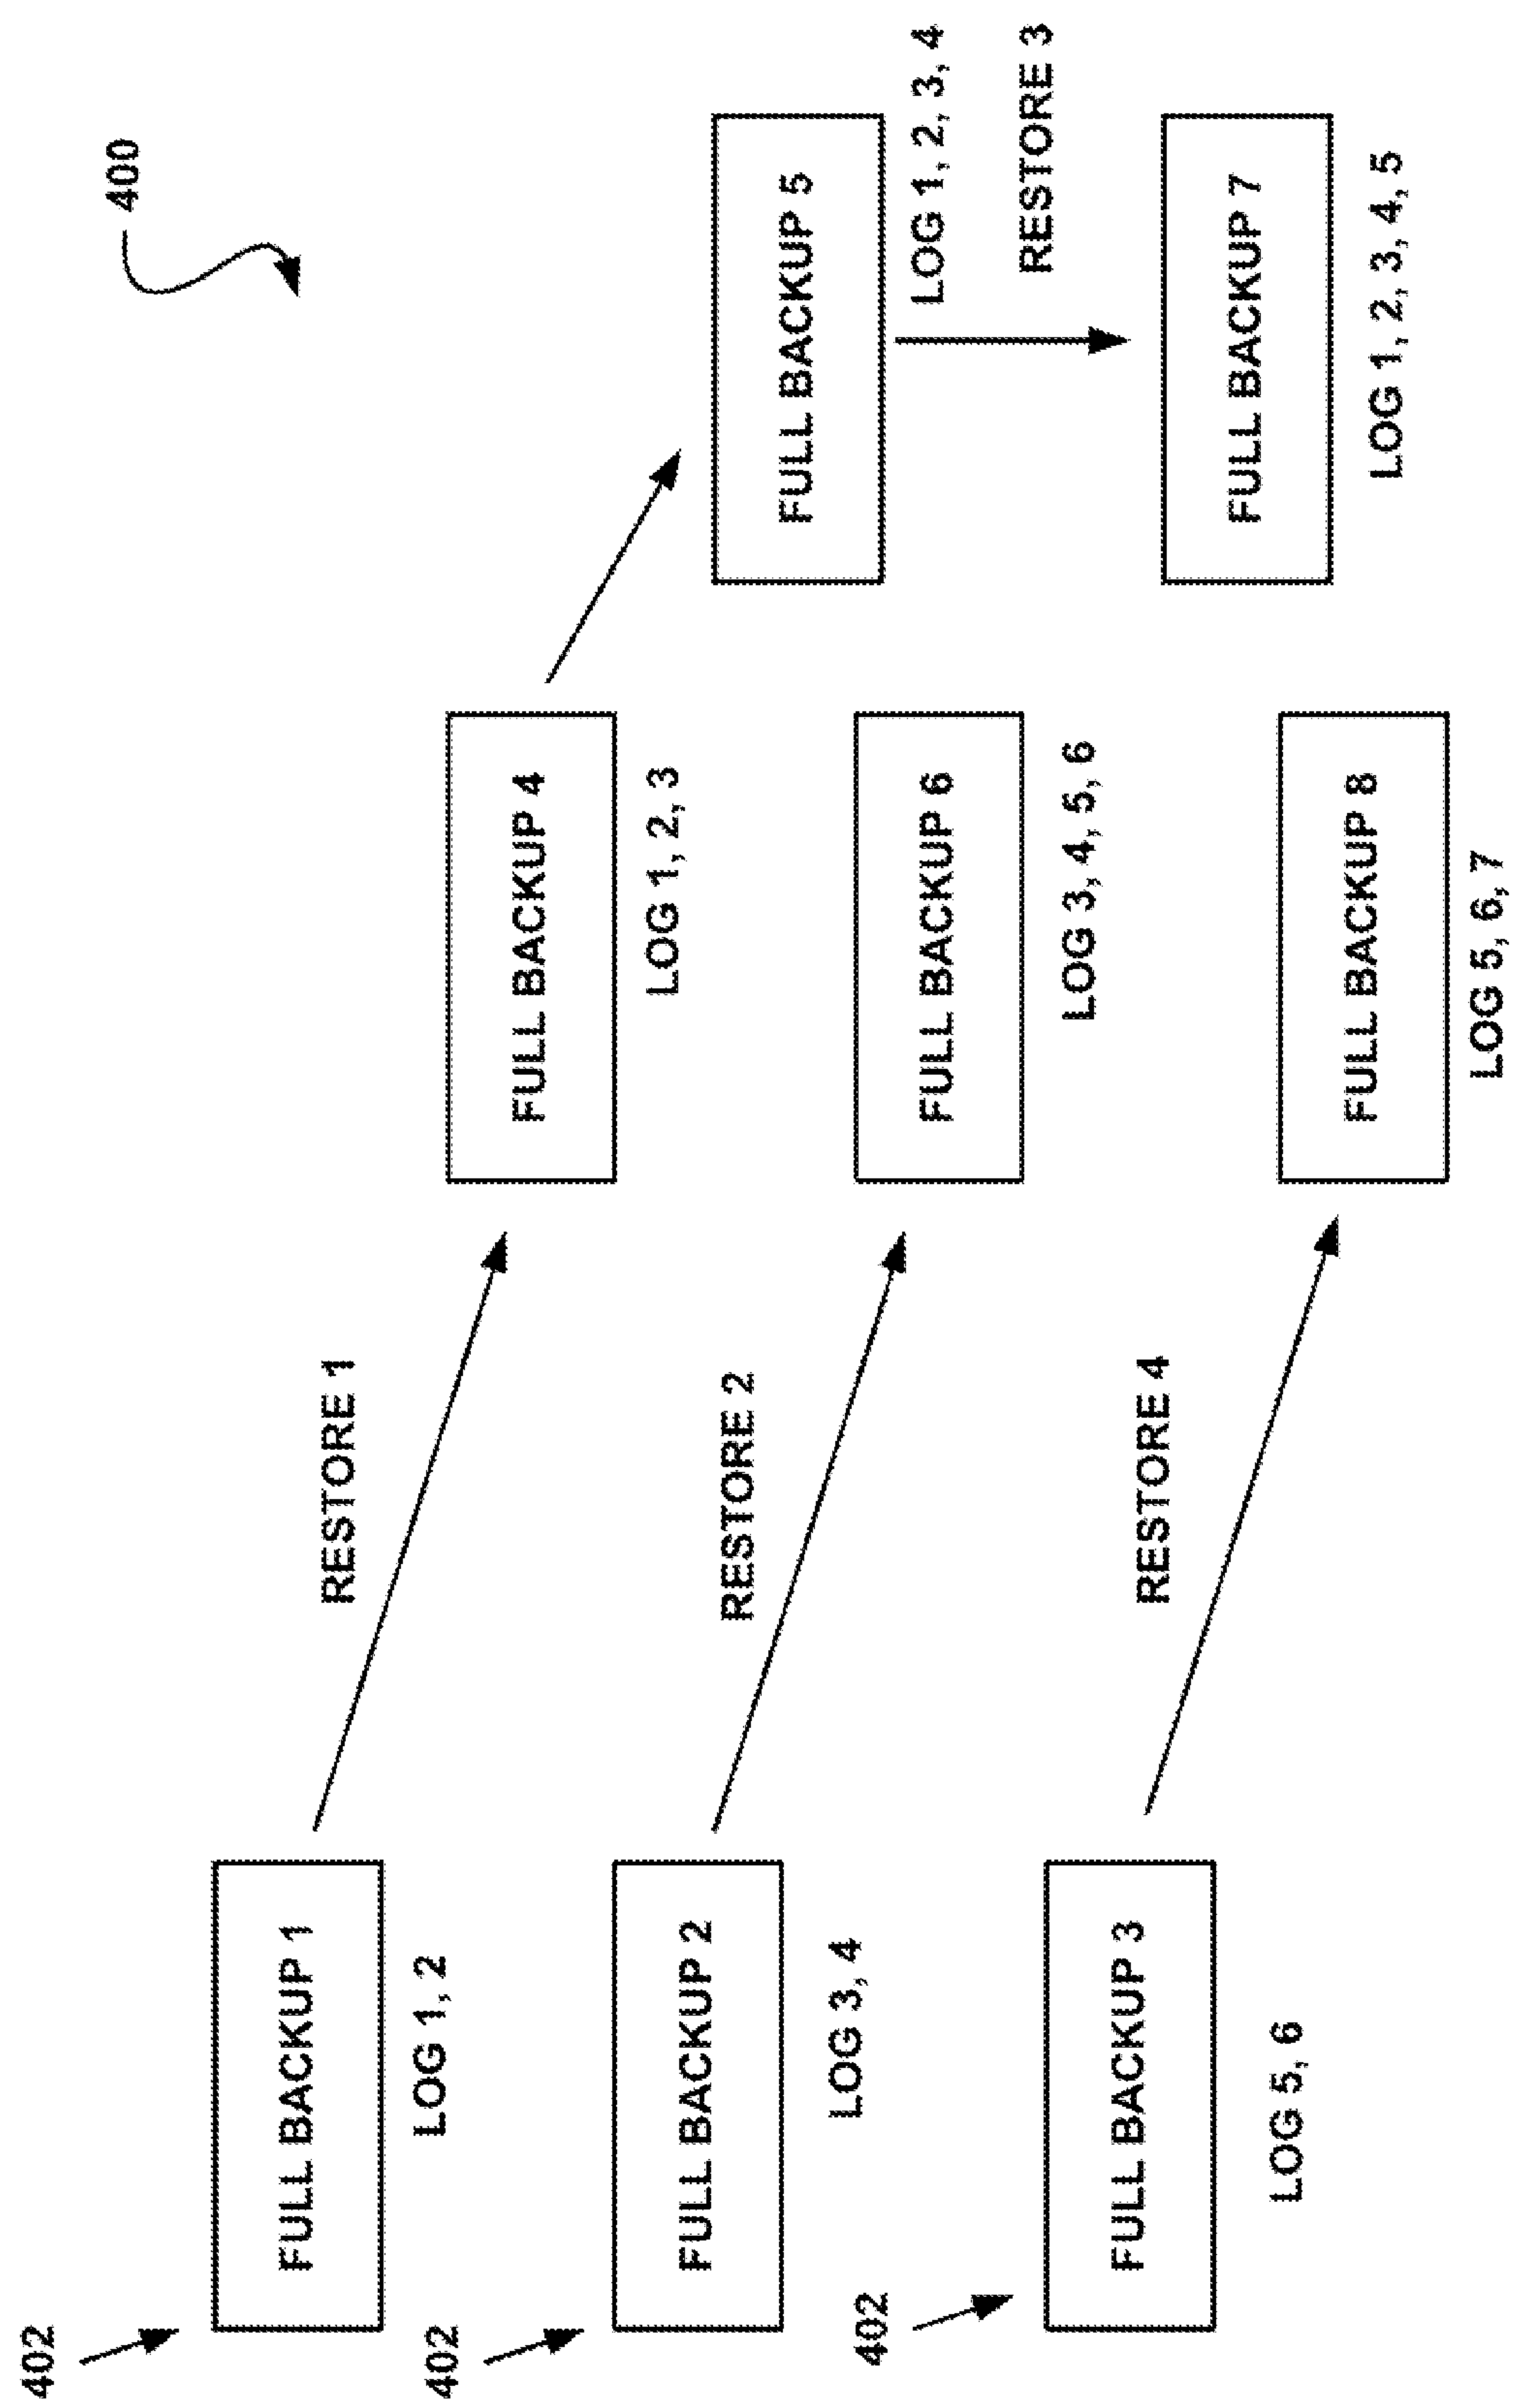 400
402
FULL BACKUP 1
LOG 1, 2
RESTORE 1
FULL BACKUP 4
LOG 1, 2, 3
FULL BACKUP 5
LOG 1, 2, 3, 4
RESTORE 3
402
FULL BACKUP 2
LOG 3, 4
RESTORE 2
FULL BACKUP 6
LOG 3, 4, 5, 6
FULL BACKUP 7
LOG 1, 2, 3, 4, 5
402
FULL BACKUP 3
LOG 5, 6
RESTORE 4
FULL BACKUP 8
LOG 5, 6, 7